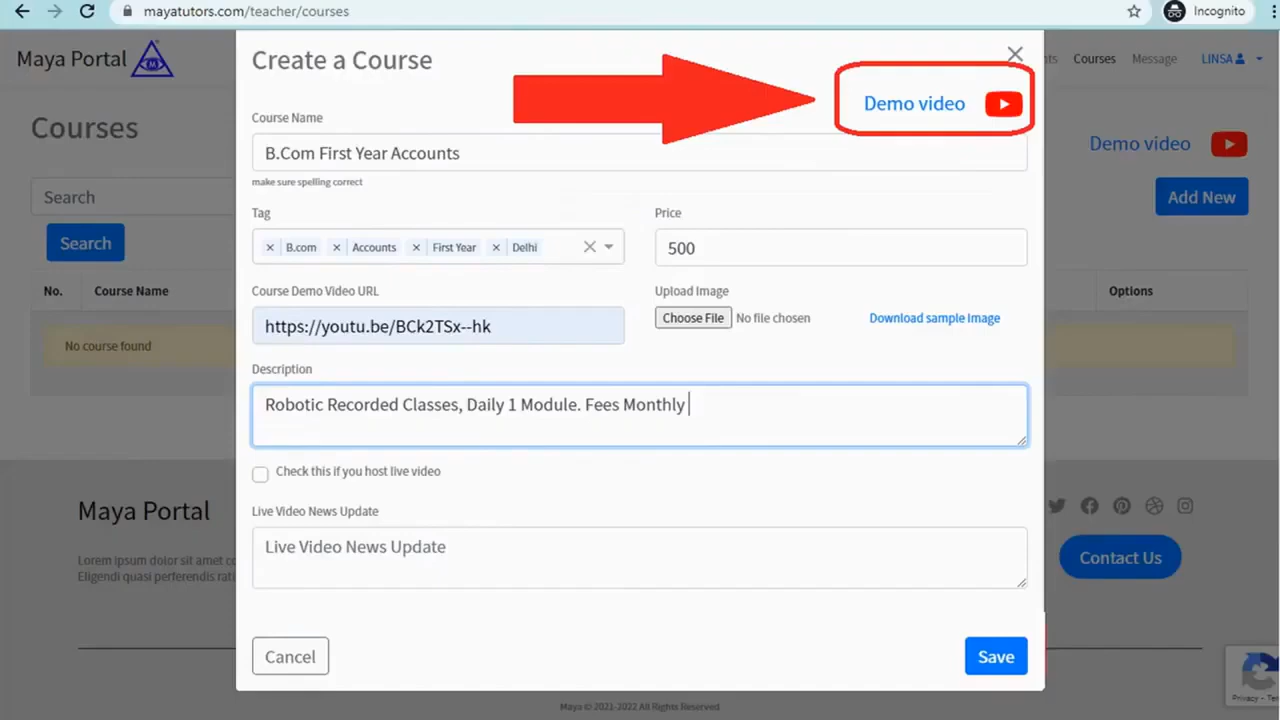 mayatutors.com/teacher/courses
Incognito
Maya Portal
M
nts Courses Message LINSA
Create a Course
Demo video
Courses
Demo video
Course Name
B.Com First Year Accounts
make sure spelling correct
Search
Add New
Tag
Price
× B.com × Accounts × First Year × Delhi
500
Search
No. Course Name
Options
Course Demo Video URL
Upload Image
https://youtu.be/BCk2TSx--hk
Choose File No file chosen
Download sample Image
No course found
Description
Robotic Recorded Classes, Daily 1 Module. Fees Monthly
Check this if you host live video
Maya Portal
Live Video News Update
Live Video News Update
Lorem ipsum dolor sit amet co
Eligendi quasi perferendis rati
Contact Us
Cancel
Save
Privacy - Ter
Maya © 2021-2022 All Rights Reserved